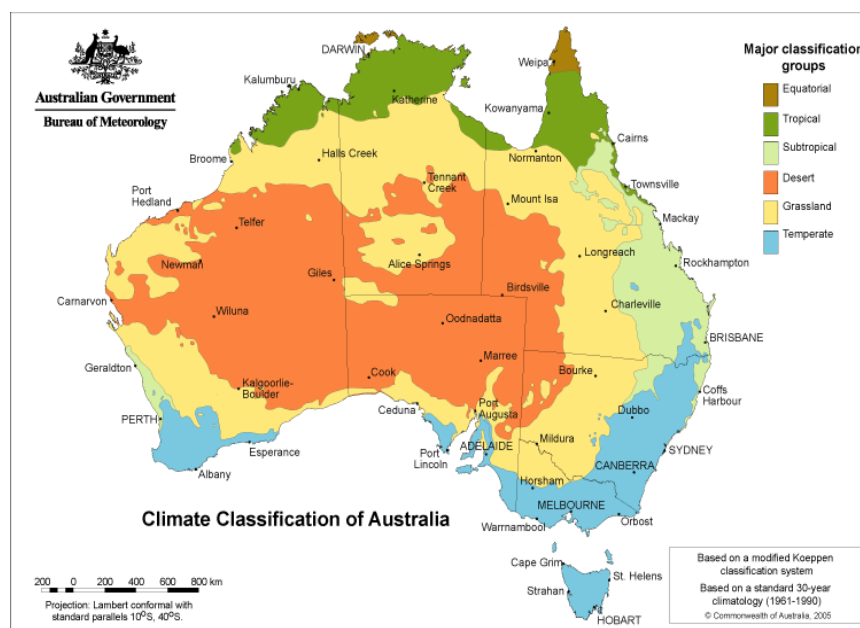 Australian Government
Bureau of Meteorology
Major classification
groups
Equatorial
Tropical
Subtropical
Desert
Grassland
Temperate
DARWIN
Weipa
Kalumburu
Katherine
Kowanyama
Cairns
Broome
Halls Creek
Normanton
Tennant
Creek
Townsville
Port
Hedland
Mount Isa
Mackay
Telfer
Longreach
Rockhampton
Newman
Alice Springs
Giles
Birdsville
Carnarvon
Charleville
Wiluna
Oodnadatta
BRISBANE
Marree
Geraldton
Cook
Bourke
Kalgoorlie-
Boulder
Coffs
Harbour
Ceduna
Port
Augusta
Dubbo
PERTH
Esperance
Mildura
SYDNEY
ADELAIDE
Port
Lincoln
CANBERRA
Albany
Horsham
MELBOURNE
Warrnambool
Orbost
Climate Classification of Australia
Cape Grim
St. Helens
Strahan
HOBART
200 0 200 400 600 800 km
Projection: Lambert conformal with
standard parallels 10°S, 40°S.
Based on a modified Koeppen
classification system
Based on a standard 30-year
climatology (1961-1990)
© Commonwealth of Australia, 2005